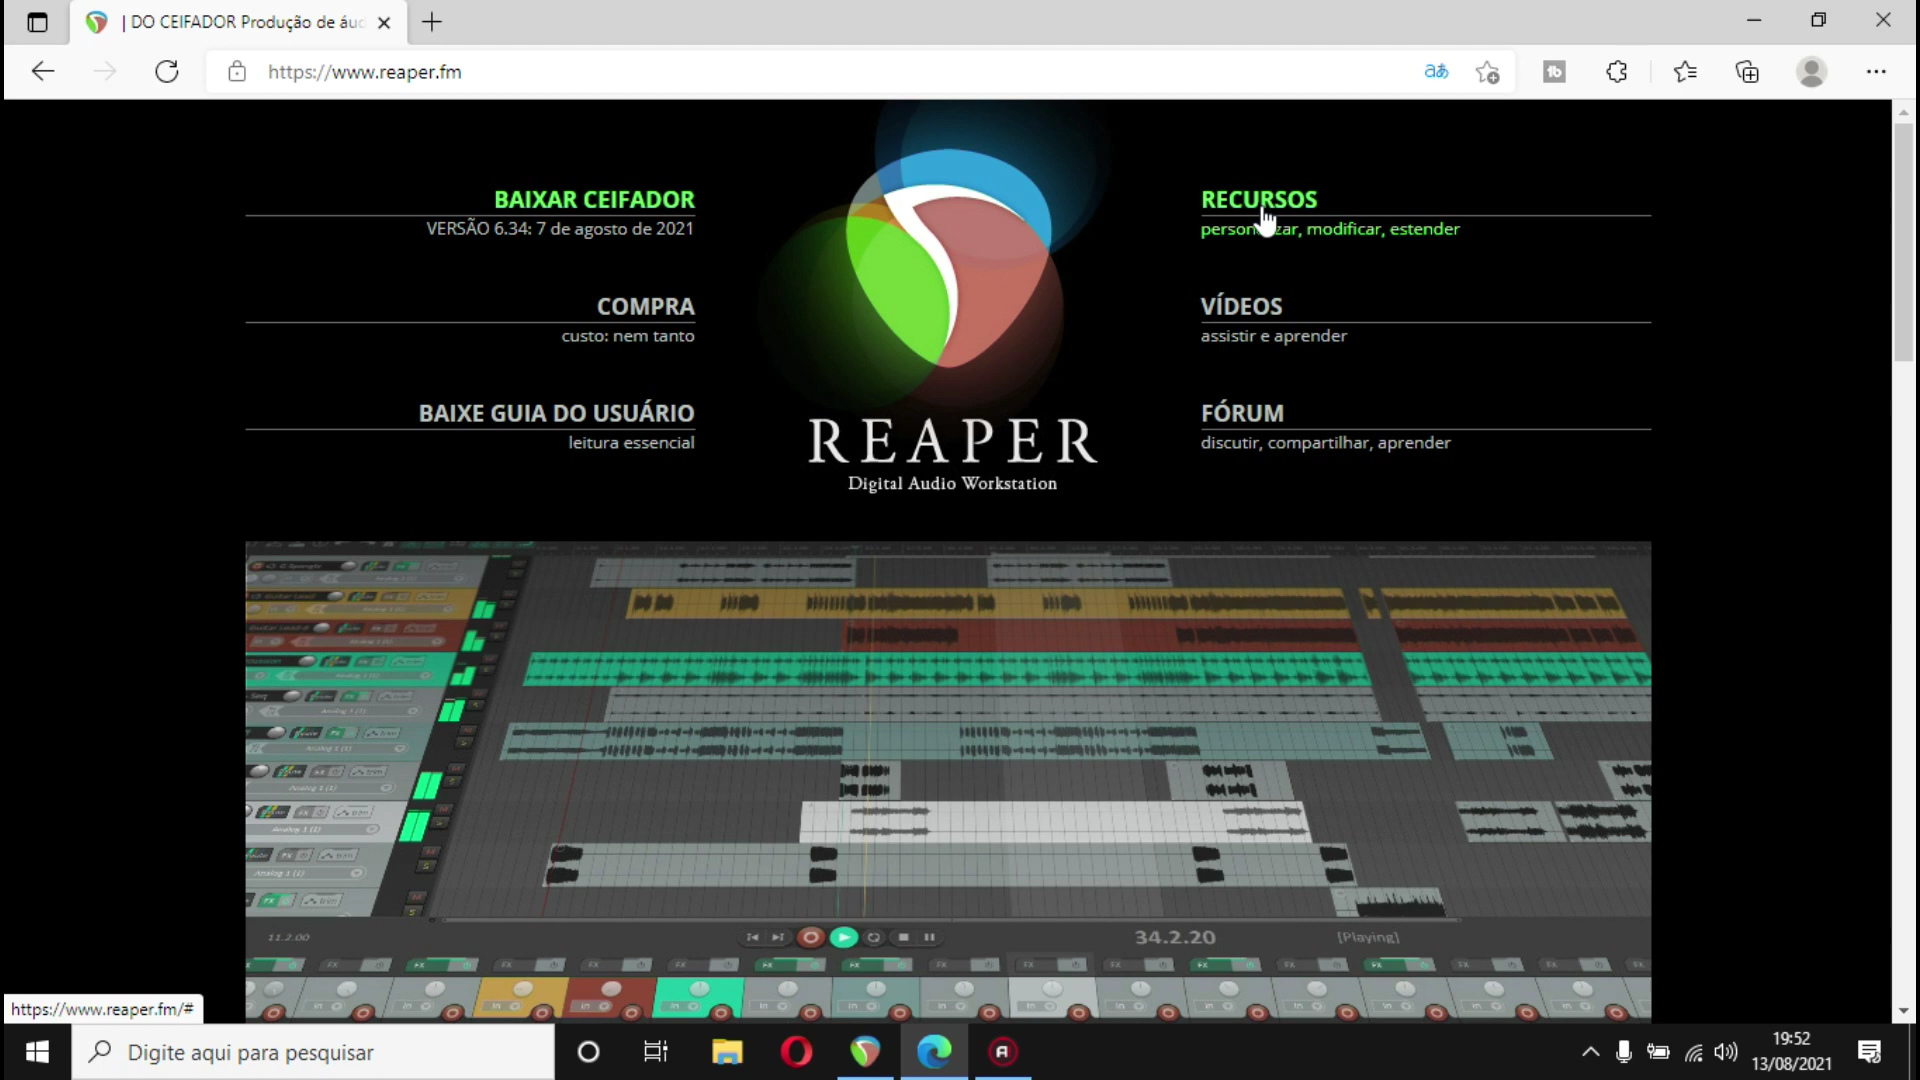 | DO CEIFADOR Produção de áu
https://www.reaper.fm
BAIXAR CEIFADOR
VERSÃO 6.34: 7 de agosto de 2021
COMPRA
custo: nem tanto
BAIXE GUIA DO USUÁRIO
leitura essencial
REAPER
Digital Audio Workstation
RECURSOS
modificar, estender
VÍDEOS
assistir e aprender
FÓRUM
discutir, compartilhar, aprender
11.2.00
34.2.20
[Playing]
https://www.reaper.fm/#
Digite aqui para pesquisar
19:52
13/08/2021